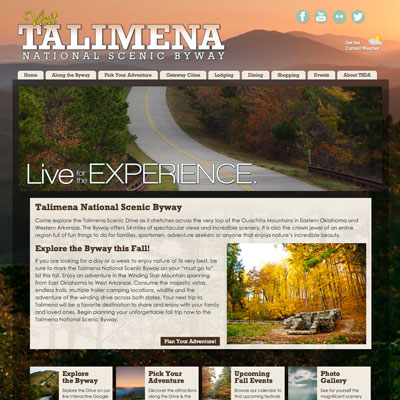 Visit
TALIMENA
NATIONAL SCENIC BYWAY
Get the
Current Weather
Home
Along the Byway
Pick Your Adventure
Gateway Cities
Lodging
Dining
Shopping
Events
About TSDA
Live for the EXPERIENCE.
Talimena National Scenic Byway
Come explore the Talimena Scenic Drive as it stretches across the very top of the Ouachita Mountains in Eastern Oklahoma and
Western Arkansas. The Byway offers 54 miles of spectacular views and incredible scenery. It is also the crown jewel of an entire
region full of fun things to do for families, sportsmen, adventure seekers or anyone that enjoys nature's incredible beauty.
Explore the Byway this Fall!
If you are looking for a day or a week to enjoy nature at its very best, be
sure to mark the Talimena National Scenic Byway on your "must go to"
list this fall. Enjoy an adventure in the Winding Stair Mountain spanning
from East Oklahoma to West Arkansas. Consume the majestic vistas,
endless trails, multiple trailer camping locations, wildlife and the
adventure of the winding drive across both states. Your next trip to
Talimena will be a favorite destination to share and enjoy with your family
and loved ones. Begin planning your unforgettable fall trip now to the
Talimena National Scenic Byway.
Plan Your Adventure!
Explore
the Byway
Explore the Drive on our
live interactive Google
Pick Your
Adventure
Discover the attractions
along the Drive & the
Upcoming
Fall Events
Browse our calendar to
find upcoming festivals
Photo
Gallery
See for yourself the
magnificent scenery